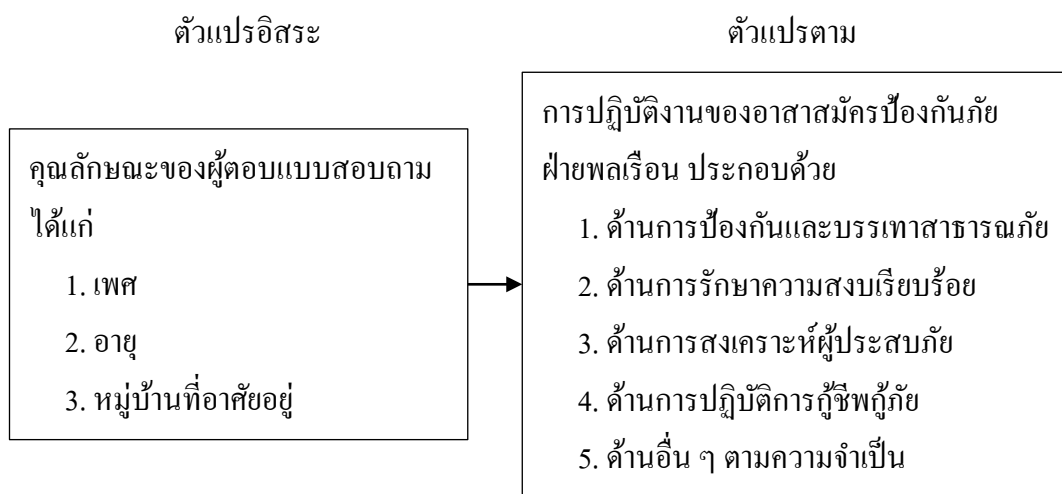 ตัวแปรอิสระ
คุณลักษณะของผู้ตอบแบบสอบถาม
ได้แก่
1. เพศ
2. อายุ
3. หมู่บ้านที่อาศัยอยู่
ตัวแปรตาม
การปฏิบัติงานของอาสาสมัครป้องกันภัย
ฝ่ายพลเรือน ประกอบด้วย
1. ด้านการป้องกันและบรรเทาสาธารณภัย
2. ด้านการรักษาความสงบเรียบร้อย
3. ด้านการสงเคราะห์ผู้ประสบภัย
4. ด้านการปฏิบัติการกู้ชีพกู้ภัย
5. ด้านอื่น ๆ ตามความจำเป็น